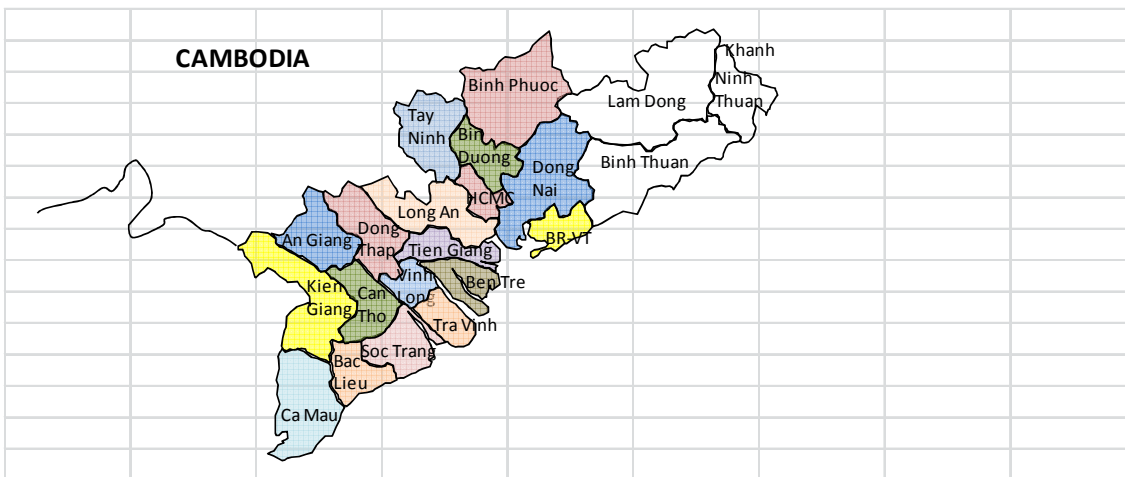 CAMBODIA
Khanh
Binh Phuoc
Ninh
Thuan
Lam Dong
Tay
Ninh
Bin
Duong
Binh Thuan
Dong
Nai
HCMC
Long An
An Giang
Dong
Thap
Tien Giang
BR-VT
Vinh
Long
Ben Tre
Kien
Giang
Can
Tho
Tra Vinh
Soc Trang
Bac
Lieu
Ca Mau